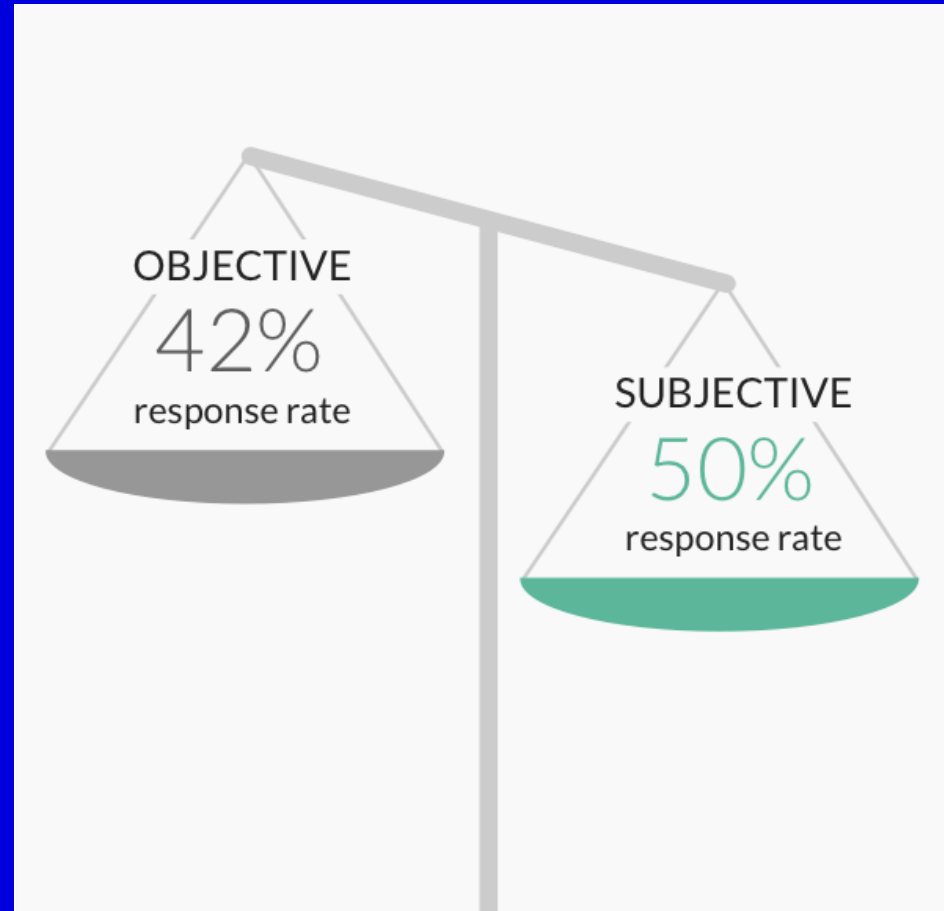 OBJECTIVE
42%
response rate
SUBJECTIVE
50%
response rate